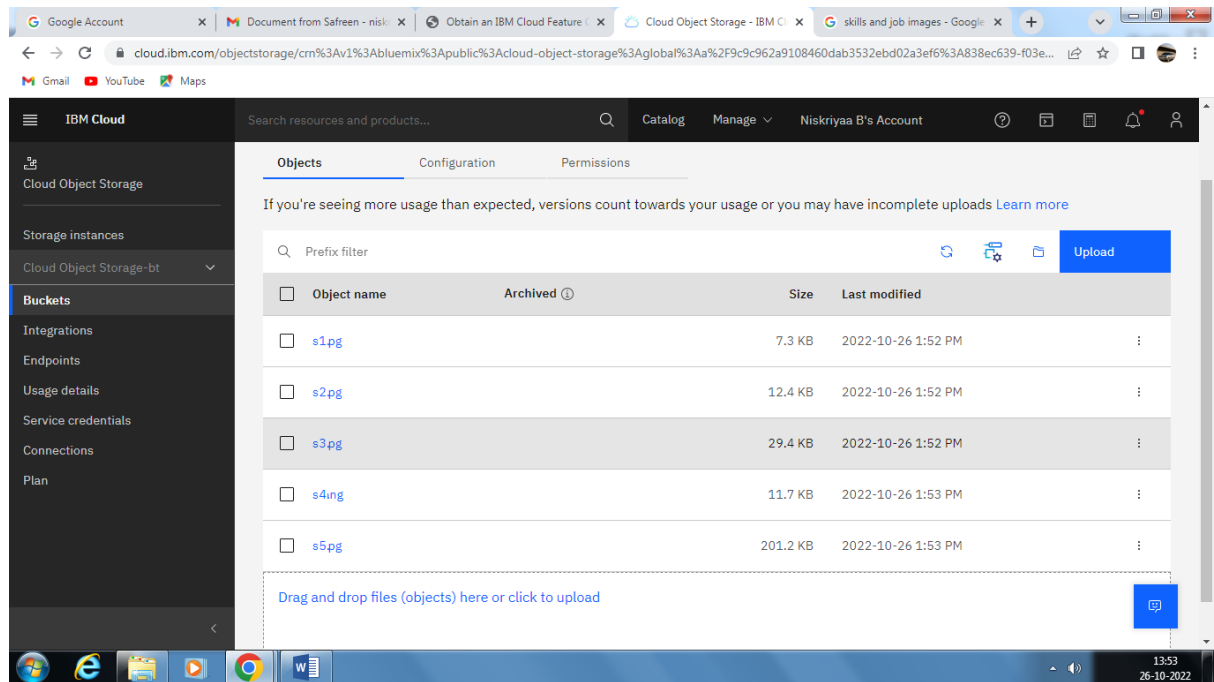 Google Account
Document from Safreen - niskr
Obtain an IBM Cloud Feature C
Cloud Object Storage - IBM Cl
skills and job images - Google
cloud.ibm.com/objectstorage/crn%3Av1%3Abluemix%3Apublic%3Acloud-object-storage%3Aglobal%3Aa%2F9c9c962a9108460dab3532ebd02a3ef6%3A838ec639-f03e...
Gmail YouTube Maps
IBM Cloud
Search resources and products...
Catalog
Manage
Niskriyaa B's Account
Cloud Object Storage
Storage instances
Cloud Object Storage-bt
Buckets
Integrations
Endpoints
Usage details
Service credentials
Connections
Plan
Objects Configuration Permissions
If you're seeing more usage than expected, versions count towards your usage or you may have incomplete uploads Learn more
Prefix filter
Upload
Object name Archived Size Last modified
s1.pg 7.3 KB 2022-10-26 1:52 PM
s2.pg 12.4 KB 2022-10-26 1:52 PM
s3.pg 29.4 KB 2022-10-26 1:52 PM
11.7 KB 2022-10-26 1:53 PM
s5.pg 201.2 KB 2022-10-26 1:53 PM
Drag and drop files (objects) here or click to upload
13:53
26-10-2022